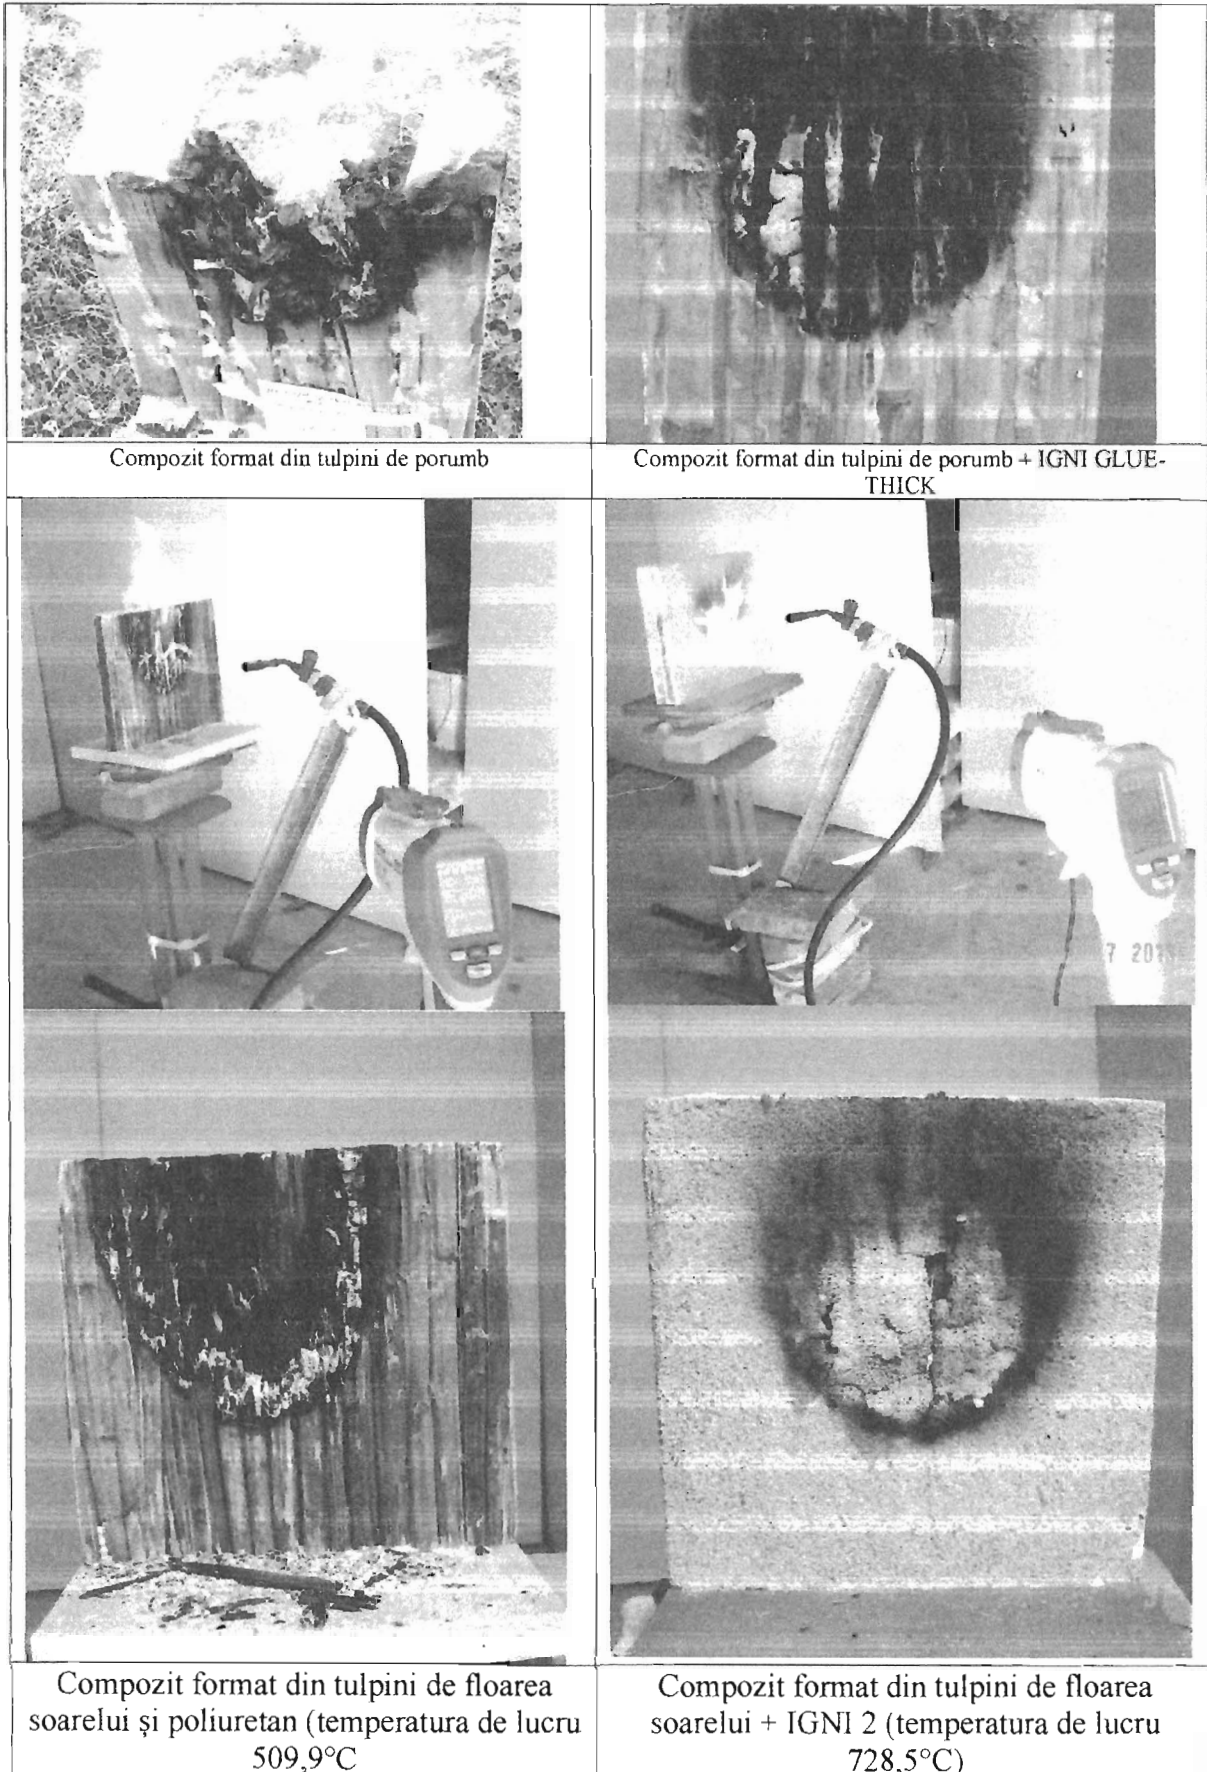 Compozit format din tulpini de porumb
Compozit format din tulpini de porumb + IGNI GLUE-
THICK
7 201
Compozit format din tulpini de floarea
soarelui și poliuretan (temperatura de lucru
509,9°C
Compozit format din tulpini de floarea
soarelui + IGNI 2 (temperatura de lucru
728,5°C)